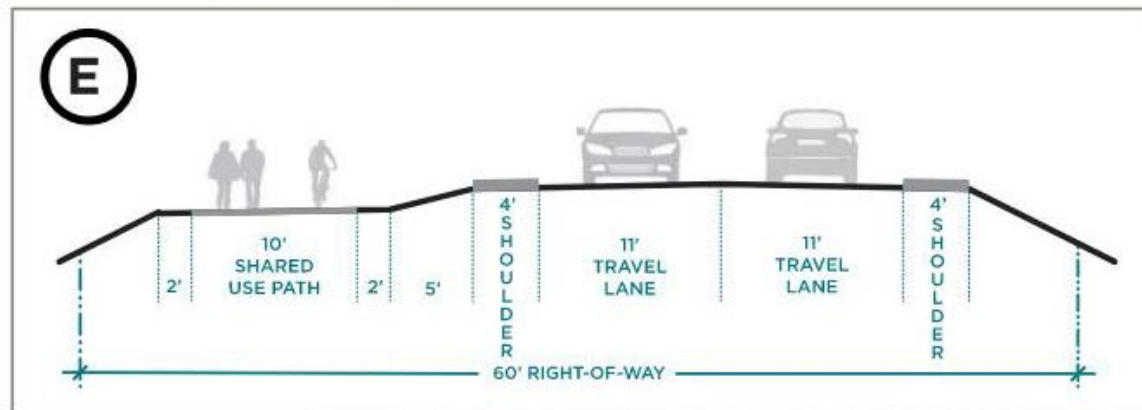 E
2'
10'
SHARED
USE PATH
2'
5'
4'
SHOULDER
11'
TRAVEL
LANE
11'
TRAVEL
LANE
4'
SHOULDER
60' RIGHT-OF-WAY